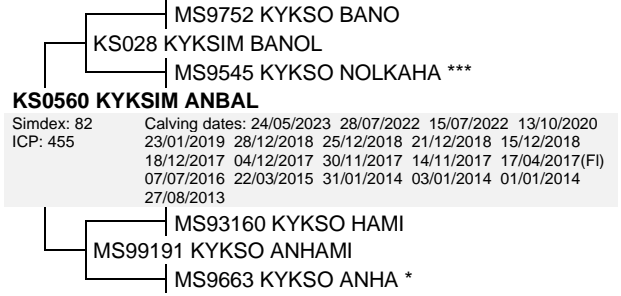 MS9752 KYKSO BANO
KS028 KYKSIM BANOL
MS9545 KYKSO NOLKAHA ***
KS0560 KYKSIM ANBAL
Simdex: 82 Calving dates: 24/05/2023 28/07/2022 15/07/2022 13/10/2020
ICP: 455 23/01/2019 28/12/2018 25/12/2018 21/12/2018 15/12/2018
18/12/2017 04/12/2017 30/11/2017 14/11/2017 17/04/2017(FI)
07/07/2016 22/03/2015 31/01/2014 03/01/2014 01/01/2014
27/08/2013
MS93160 KYKSO HAMI
MS99191 KYKSO ANHAMI
MS9663 KYKSO ANHA *